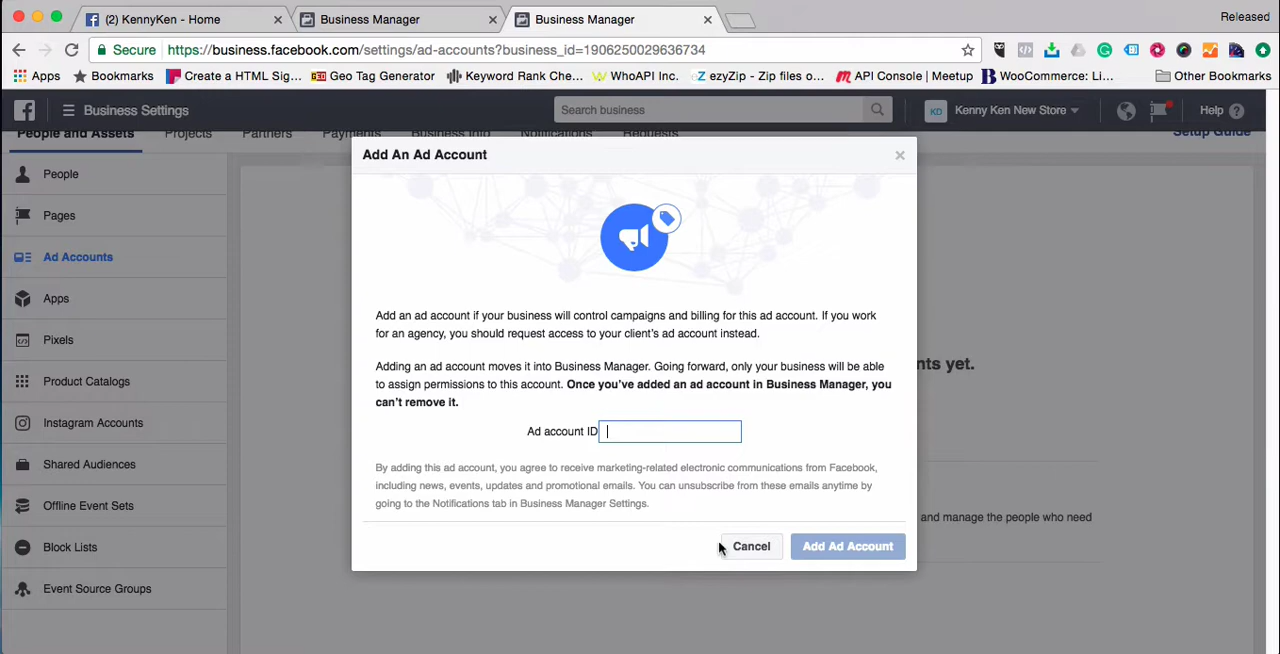 (2) KennyKen - Home
Business Manager
Business Manager
Released
Secure https://business.facebook.com/settings/ad-accounts?business_id=1906250029636734
Apps Bookmarks Create a HTML Sig... Geo Tag Generator Keyword Rank Che... WhoAPI Inc. ezyZip - Zip files o... API Console | Meetup WooCommerce: Li... Other Bookmarks
Business Settings
Search business
Kenny Ken New Store
Help
People and Assets Projects Partners Payments Business Info Notifications Requests Setup Guide
People
Pages
Ad Accounts
Apps
Pixels
Product Catalogs
Instagram Accounts
Shared Audiences
Offline Event Sets
Block Lists
Event Source Groups
Add An Ad Account
Add an ad account if your business will control campaigns and billing for this ad account. If you work
for an agency, you should request access to your client's ad account instead.
Adding an ad account moves it into Business Manager. Going forward, only your business will be able
to assign permissions to this account. Once you've added an ad account in Business Manager, you
can't remove it.
Ad account ID
By adding this ad account, you agree to receive marketing-related electronic communications from Facebook,
including news, events, updates and promotional emails. You can unsubscribe from these emails anytime by
going to the Notifications tab in Business Manager Settings.
Cancel
Add Ad Account
nts yet.
and manage the people who need